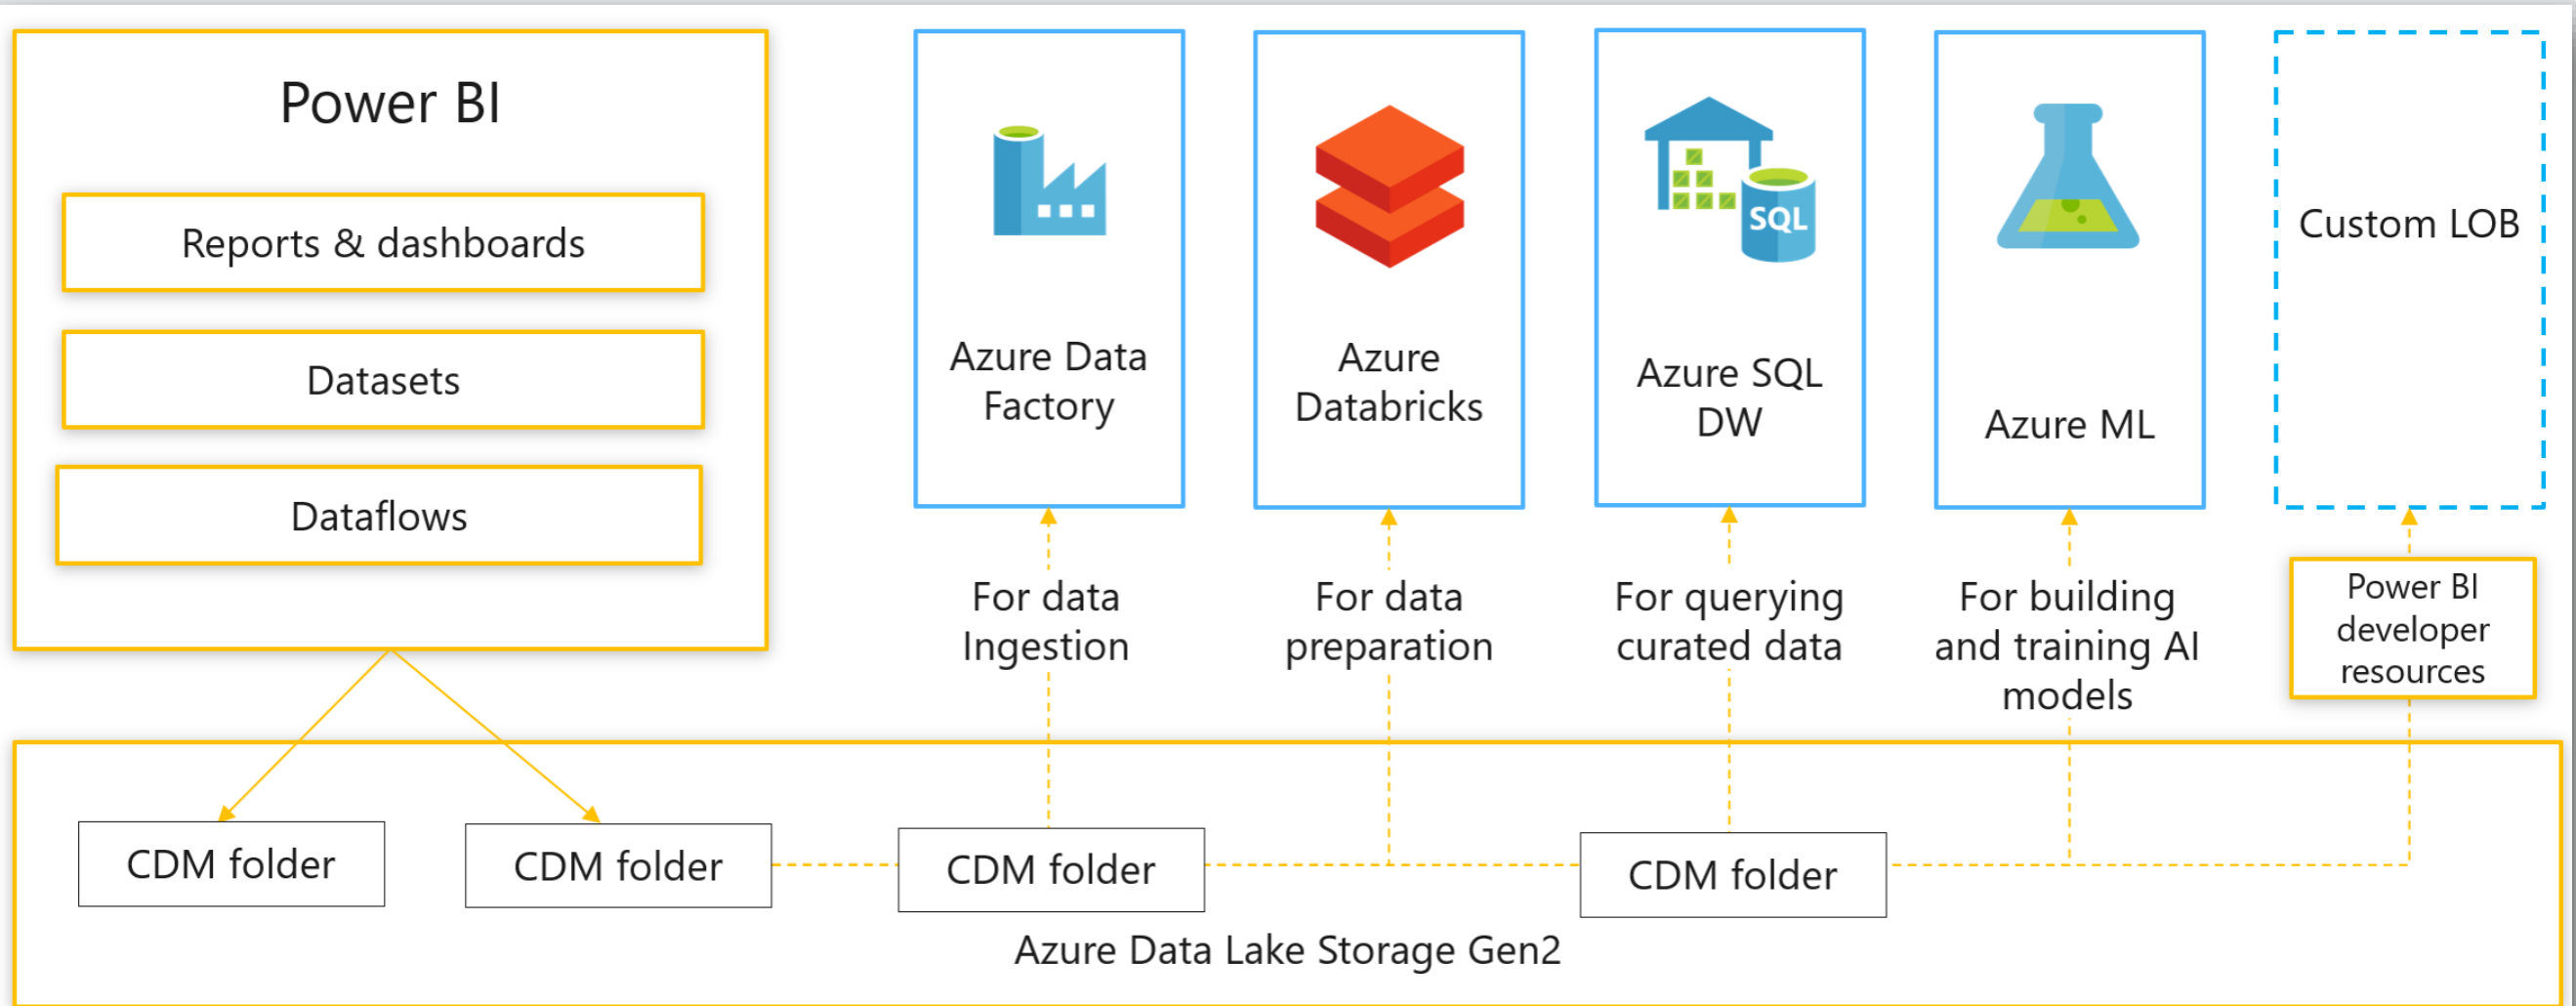 Power BI
Reports & dashboards
Datasets
Dataflows
Azure Data
Factory
Azure
Databricks
SQL
Azure SQL
DW
Azure ML
Custom LOB
For data
Ingestion
For data
preparation
For querying
curated data
For building
and training AI
models
Power BI
developer
resources
CDM folder
CDM folder
CDM folder
CDM folder
Azure Data Lake Storage Gen2